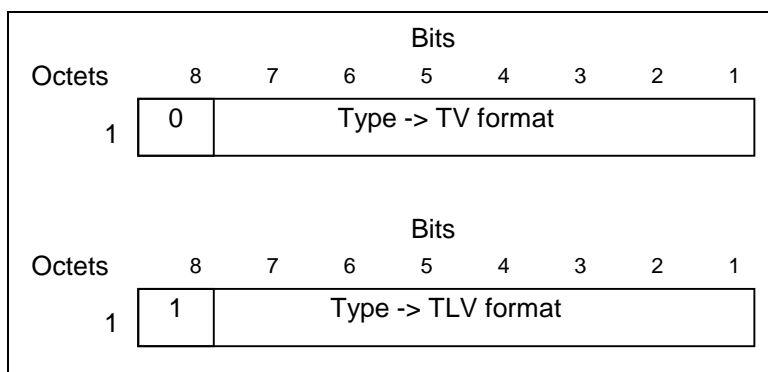 Bits
Octets 8 7 6 5 4 3 2 1
1 0 Type -> TV format
Bits
Octets 8 7 6 5 4 3 2 1
1 1 Type -> TLV format